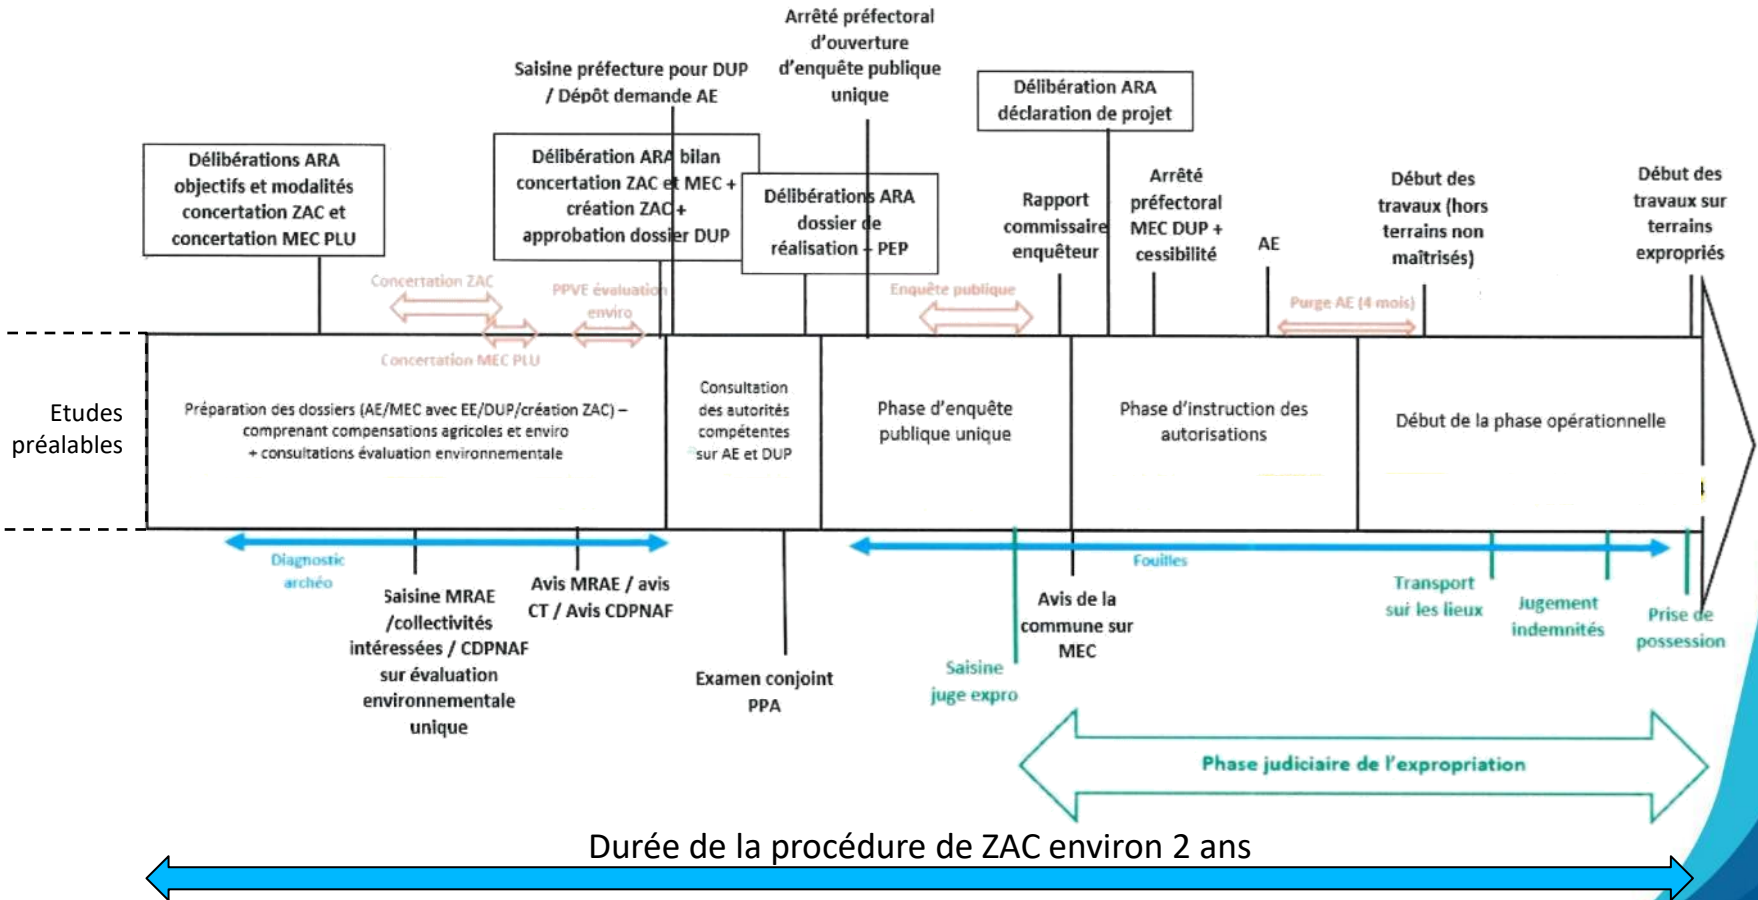 Arrêté préfectoral
d'ouverture
d'enquête publique
unique
Saisine préfecture pour DUP
/ Dépôt demande AE
Délibération ARA
déclaration de projet
Délibérations ARA
objectifs et modalités
concertation ZAC et
concertation MEC PLU
Délibération ARA bilan
concertation ZAC et MEC +
création ZAC +
approbation dossier DUP
Délibérations ARA
dossier de
réalisation – PEP
Rapport
commissaire
enquêteur
Arrêté
préfectoral
MEC DUP +
cessibilité
AE
Début des
travaux (hors
terrains non
maîtrisés)
Début des
travaux sur
terrains
expropriés
Concertation ZAC
Concertation MEC PLU
PPVE évaluation
enviro
Enquête publique
Purge AE (4 mois)
Etudes
préalables
Préparation des dossiers (AE/MEC avec EE/DUP/création ZAC) –
comprenant compensations agricoles et enviro
+ consultations évaluation environnementale
Consultation
des autorités
compétentes
sur AE et DUP
Phase d'enquête
publique unique
Phase d'instruction des
autorisations
Début de la phase opérationnelle
Diagnostic
archéo
Fouilles
Saisine MRAE
/collectivités
intéressées / CDPNAF
sur évaluation
environnementale
unique
Avis MRAE / avis
CT / Avis CDPNAF
Examen conjoint
PPA
Saisine
juge expro
Avis de la
commune sur
MEC
Transport
sur les lieux
Jugement
indemnités
Prise de
possession
Phase judiciaire de l'expropriation
Durée de la procédure de ZAC environ 2 ans